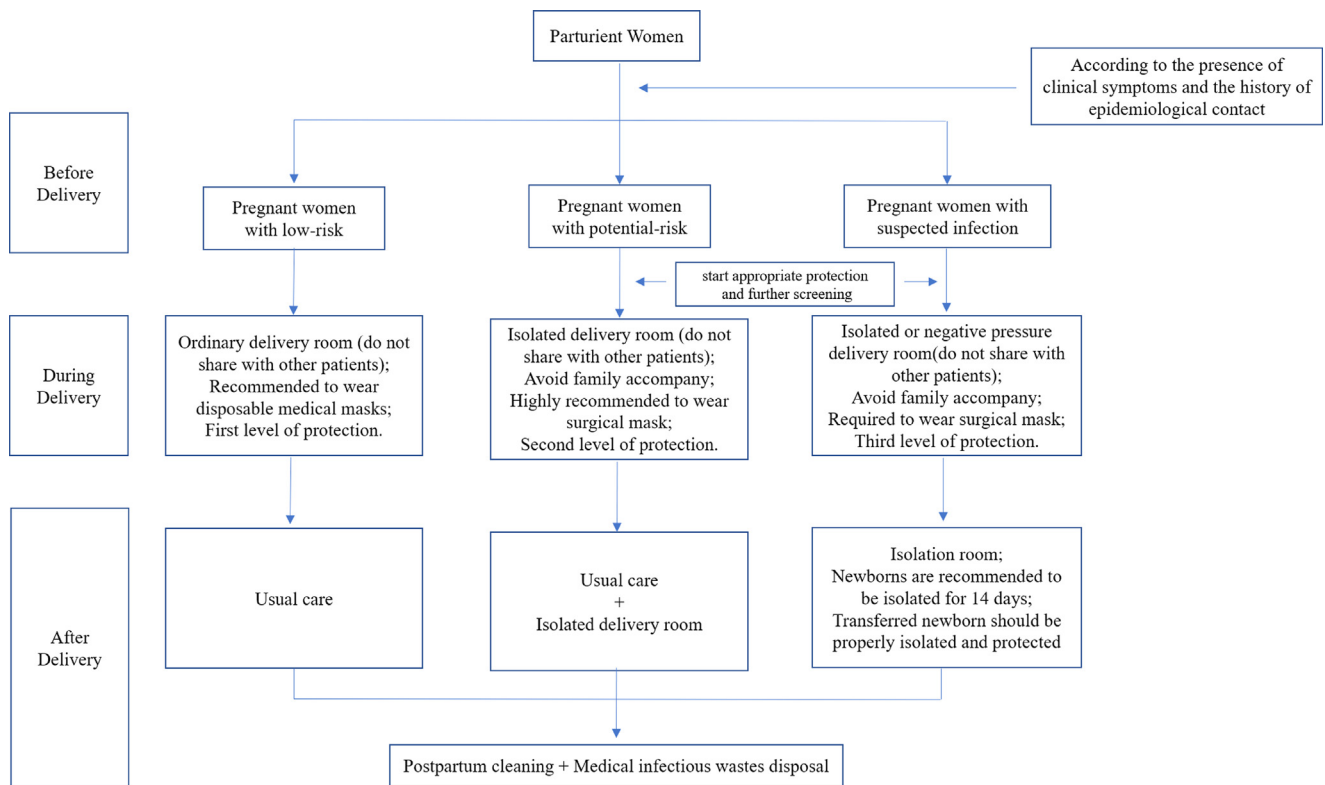 Parturient Women
According to the presence of
clinical symptoms and the history of
epidemiological contact
Before
Delivery
Pregnant women
with low-risk
Pregnant women
with potential-risk
Pregnant women with
suspected infection
start appropriate protection
and further screening
During
Delivery
Ordinary delivery room (do not
share with other patients);
Recommended to wear
disposable medical masks;
First level of protection.
Isolated delivery room (do not
share with other patients);
Avoid family accompany;
Highly recommended to wear
surgical mask;
Second level of protection.
Isolated or negative pressure
delivery room(do not share with
other patients);
Avoid family accompany;
Required to wear surgical mask;
Third level of protection.
After
Delivery
Usual care
Usual care
+
Isolated delivery room
Isolation room;
Newborns are recommended to
be isolated for 14 days;
Transferred newborn should be
properly isolated and protected
Postpartum cleaning + Medical infectious wastes disposal